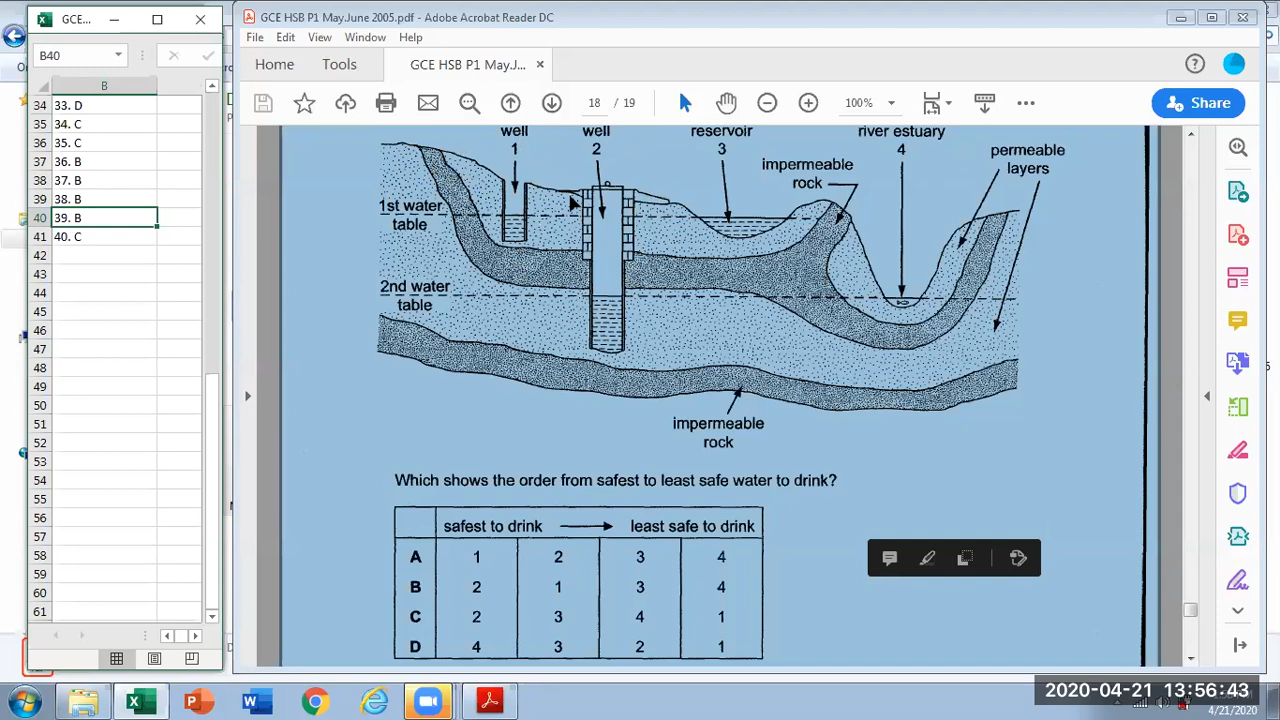 GCE...
GCE HSB P1 May.June 2005.pdf - Adobe Acrobat Reader DC
File Edit View Window Help
B40
Home Tools GCE HSB P1 May.J... ×
18 / 19 100% Share
B
34 33. D
35 34. C
36 35. C
37 36. B
38 37. B
39 38. B
40 39. B
41 40. C
42
43
44
45
46
47
48
49
50
51
52
53
54
55
56
57
58
59
60
61
well
1
well
2
reservoir
3
river estuary
4
impermeable
rock
permeable
layers
1st water
table
2nd water
table
impermeable
rock
Which shows the order from safest to least safe water to drink?
safest to drink least safe to drink
A 1 2 3 4
B 2 1 3 4
C 2 3 4 1
D 4 3 2 1
2020-04-21 13:56:43
4/21/2020